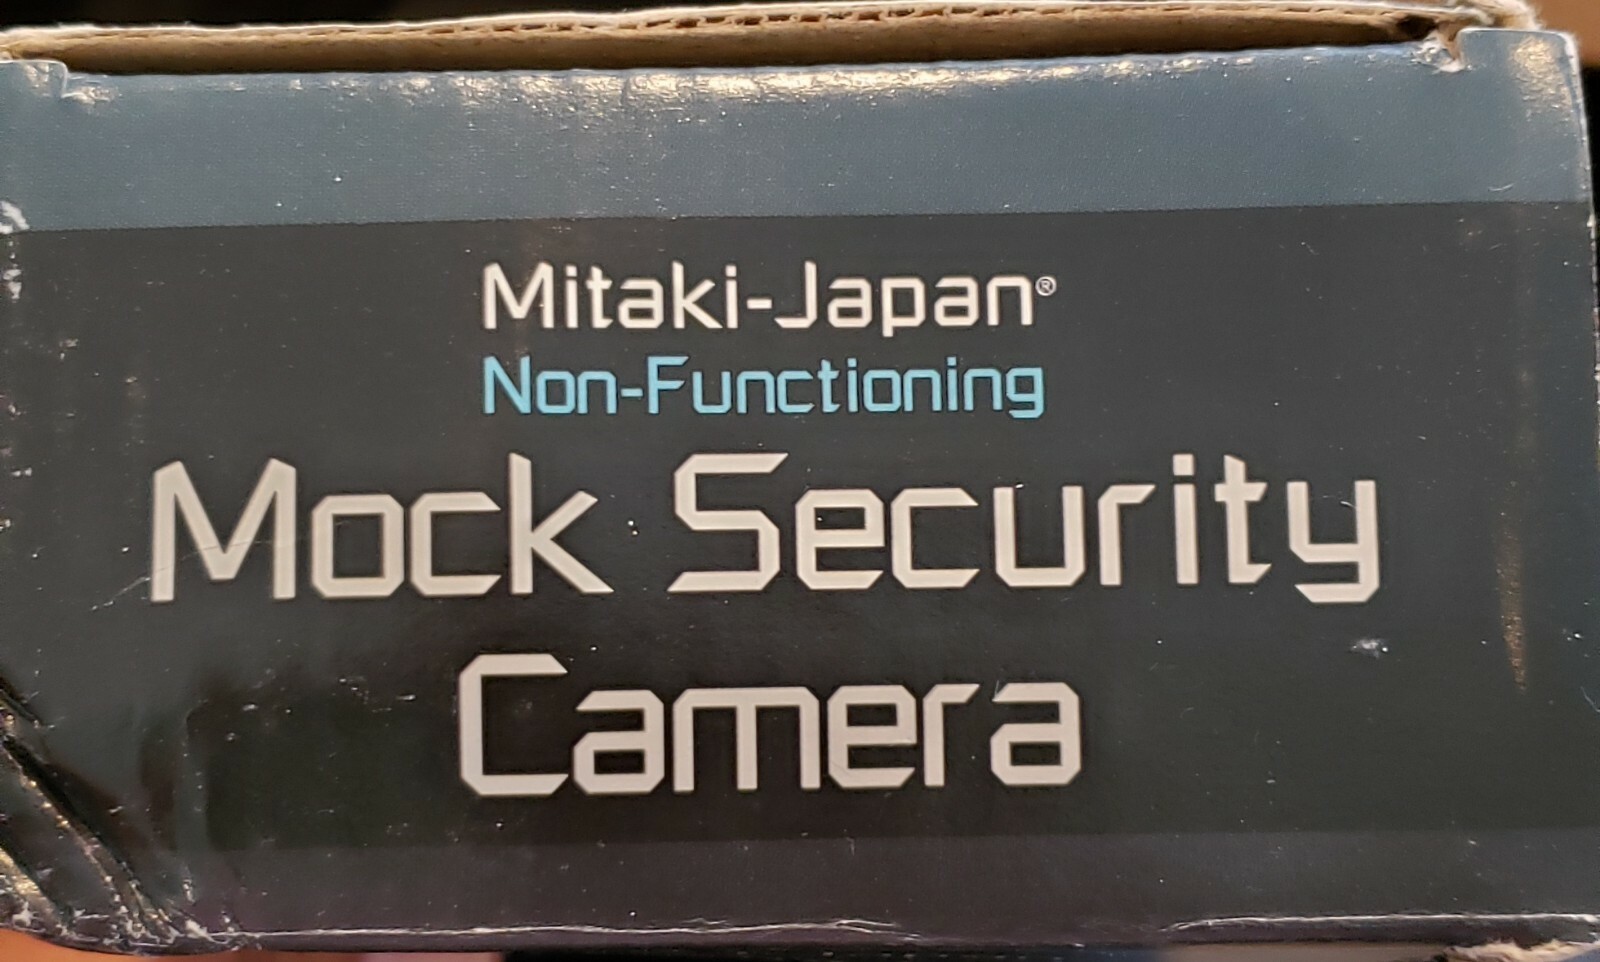 Mitaki-Japan®
Non-Functioning
Mock Security
Camera